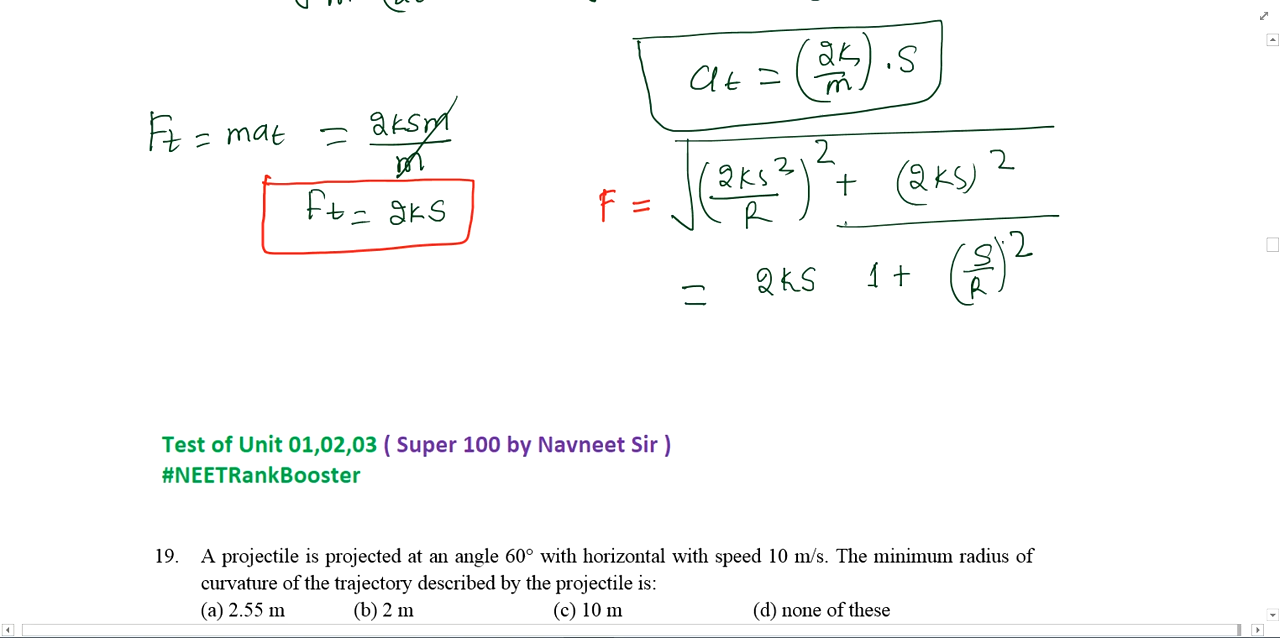 at = (2K/m) . S
Ft = mat = 2KSm/m
Ft = 2KS
F = √((2KS²/R)² + (2KS)²)
= 2KS 1 + (S/R)²
Test of Unit 01,02,03 ( Super 100 by Navneet Sir )
#NEETRankBooster
19. A projectile is projected at an angle 60° with horizontal with speed 10 m/s. The minimum radius of
curvature of the trajectory described by the projectile is:
(a) 2.55 m (b) 2 m (c) 10 m (d) none of these